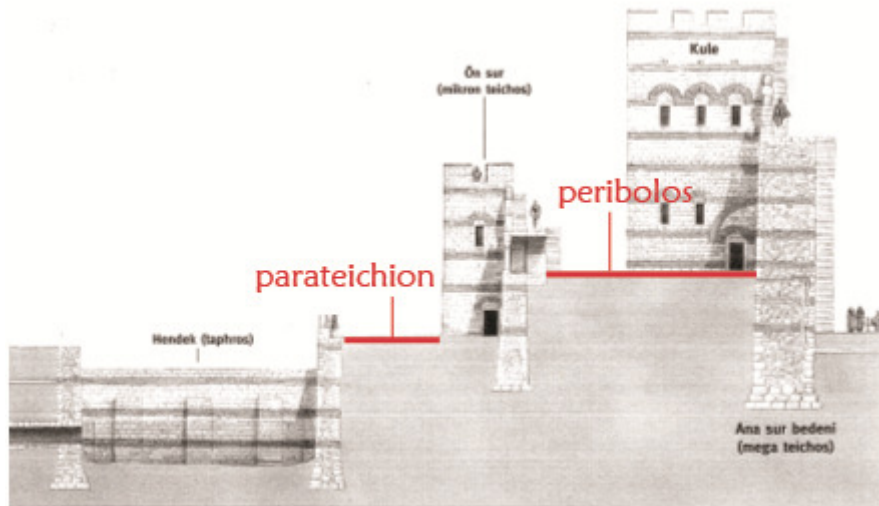 Kule
Ön sur
(mikron teichos)
peribolos
parateichion
Hendek (taphros)
Ana sur bedeni
(mega teichos)